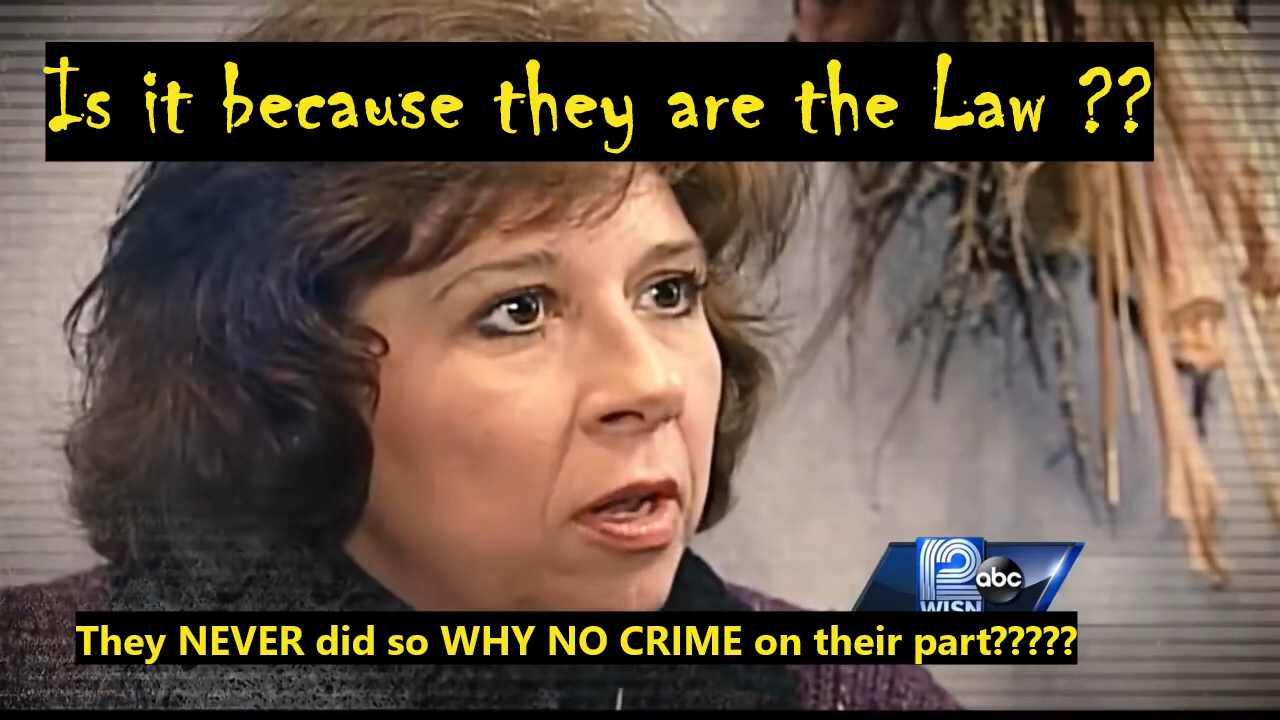 Is it because they are the Law ??
12
abc
WISN
They NEVER did so WHY NO CRIME on their part?????